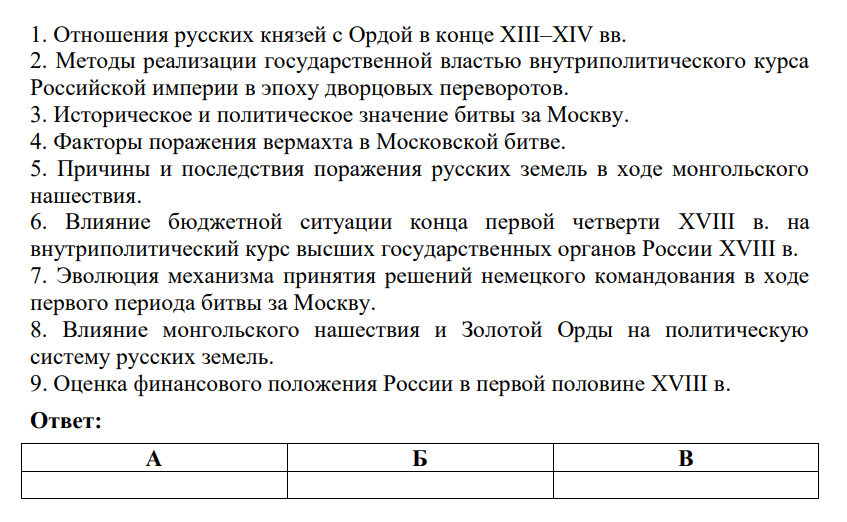 1. Отношения русских князей с Ордой в конце XIII–XIV вв.
2. Методы реализации государственной властью внутриполитического курса
Российской империи в эпоху дворцовых переворотов.
3. Историческое и политическое значение битвы за Москву.
4. Факторы поражения вермахта в Московской битве.
5. Причины и последствия поражения русских земель в ходе монгольского
нашествия.
6. Влияние бюджетной ситуации конца первой четверти XVIII в. на
внутриполитический курс высших государственных органов России XVIII в.
7. Эволюция механизма принятия решений немецкого командования в ходе
первого периода битвы за Москву.
8. Влияние монгольского нашествия и Золотой Орды на политическую
систему русских земель.
9. Оценка финансового положения России в первой половине XVIII в.
Ответ:
А Б В